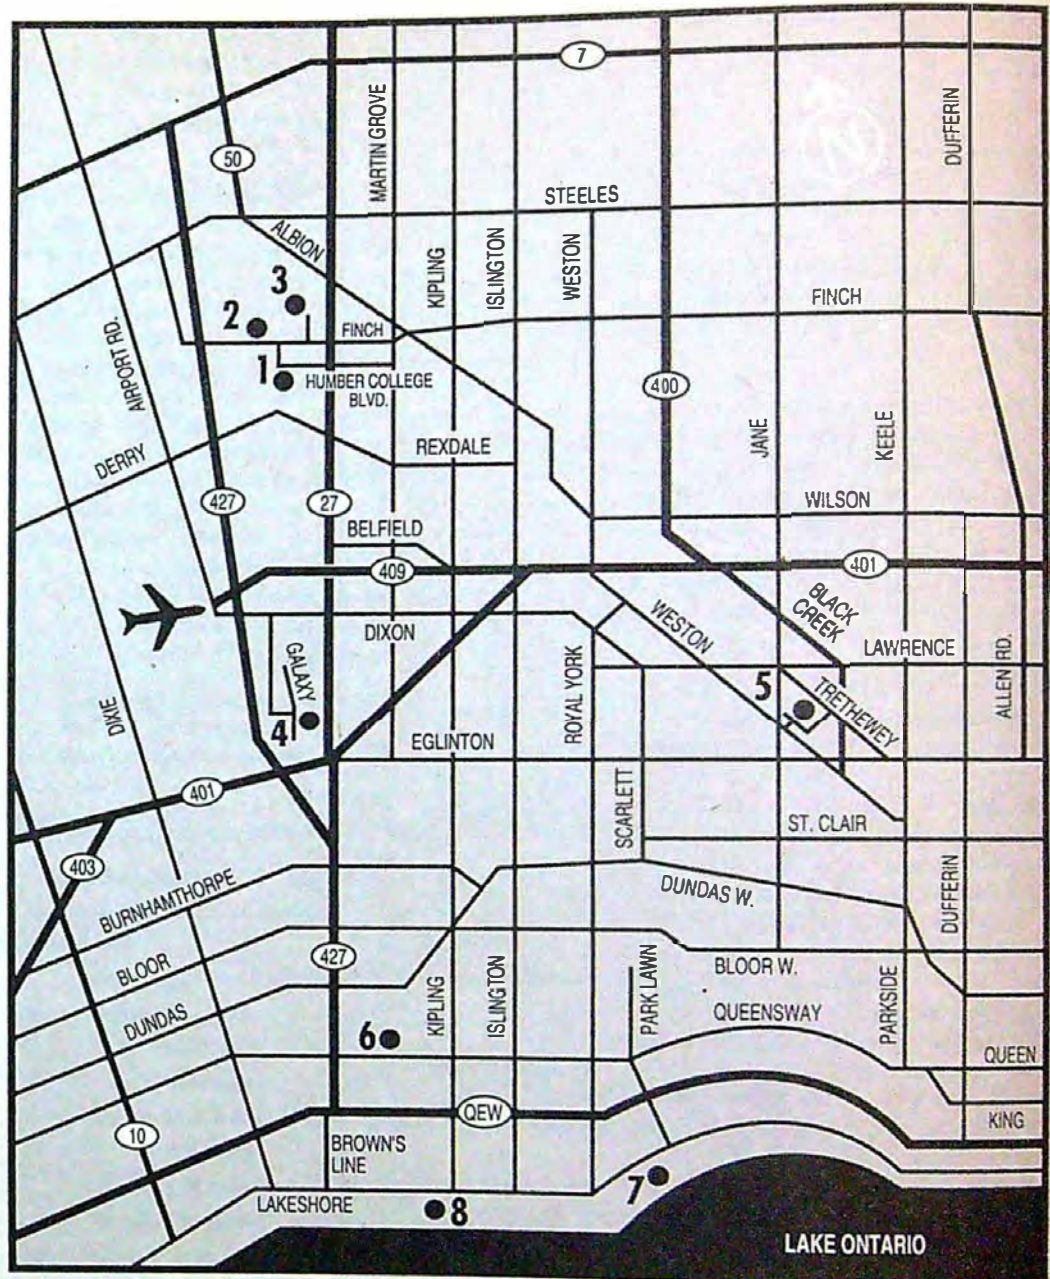 7
MARTIN GROVE
DUFFERIN
50
STEELES
ALBION
KIPLING
ISLINGTON
WESTON
3
2
FINCH
FINCH
AIRPORT RD.
1
HUMBER COLLEGE
BLVD.
400
JANE
KEELE
DERRY
REXDALE
427
27
WILSON
BELFIELD
409
401
BLACK
CREEK
WESTON
DIXON
LAWRENCE
GALAXY
ROYAL YORK
ALLEN RD.
5
TRETHEWEY
DIXIE
4
EGLINTON
401
SCARLETT
ST. CLAIR
403
BURNHAMTHORPE
DUNDAS W.
DUFFERIN
427
BLOOR
BLOOR W.
KIPLING
ISLINGTON
PARK LAWN
PARKSIDE
DUNDAS
QUEENSWAY
6
QUEEN
QEW
KING
10
BROWN'S
LINE
7
LAKESHORE
8
LAKE ONTARIO
N